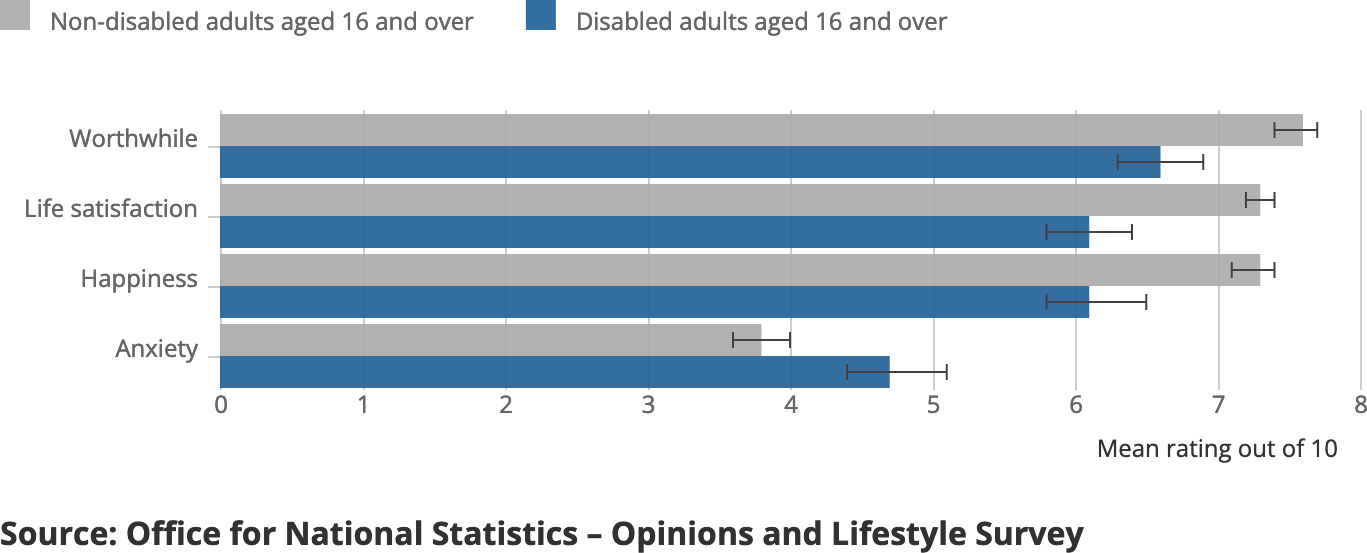 Non-disabled adults aged 16 and over
Disabled adults aged 16 and over
Worthwhile
Life satisfaction
Happiness
Anxiety
0 1 2 3 4 5 6 7 8
Mean rating out of 10
Source: Office for National Statistics – Opinions and Lifestyle Survey